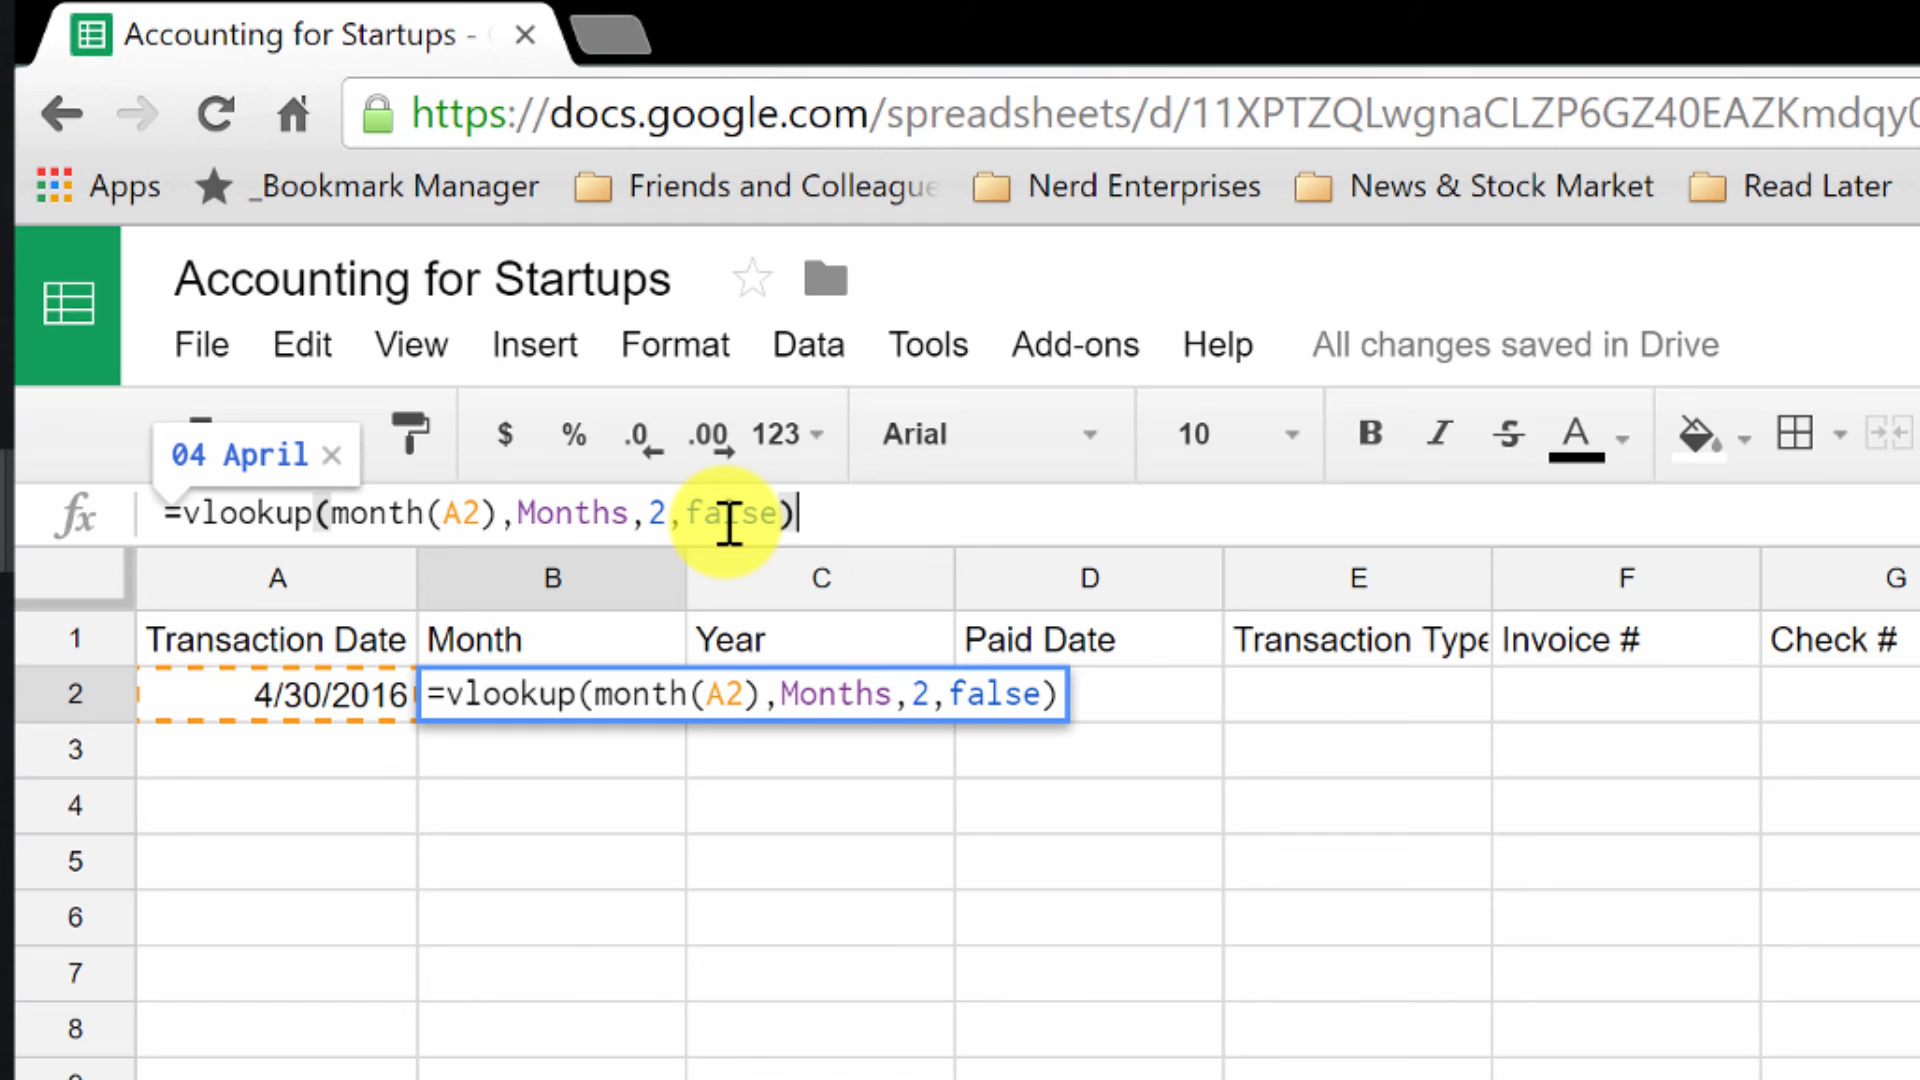 Accounting for Startups -
https://docs.google.com/spreadsheets/d/11XPTZQLwgnaCLZP6GZ40EAZKmdqy0
Apps _Bookmark Manager Friends and Colleague Nerd Enterprises News & Stock Market Read Later
Accounting for Startups
File Edit View Insert Format Data Tools Add-ons Help All changes saved in Drive
$ % .0 .00 123 Arial 10 B I S A
04 April
fx =vlookup(month(A2),Months,2,false)
A B C D E F G
1 Transaction Date Month Year Paid Date Transaction Type Invoice # Check #
2 4/30/2016 =vlookup(month(A2),Months,2,false)
3
4
5
6
7
8